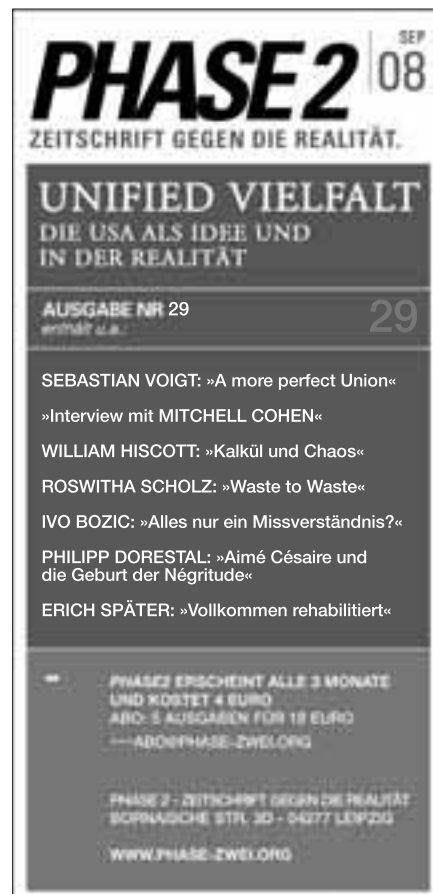 PHASE 2
SEP
08
ZEITSCHRIFT GEGEN DIE REALITÄT.
UNIFIED VIELFALT
DIE USA ALS IDEE UND
IN DER REALITÄT
AUSGABE NR 29
enthält u.a.:
29
SEBASTIAN VOIGT: »A more perfect Union«
»Interview mit MITCHELL COHEN«
WILLIAM HISCOTT: »Kalkül und Chaos«
ROSWITHA SCHOLZ: »Waste to Waste«
IVO BOZIC: »Alles nur ein Missverständnis?«
PHILIPP DORESTAL: »Aimé Césaire und
die Geburt der Négritude«
ERICH SPÄTER: »Vollkommen rehabilitiert«
PHASE2 ERSCHEINT ALLE 3 MONATE
UND KOSTET 4 EURO
ABO: 5 AUSGABEN FÜR 18 EURO
ABO@PHASE-ZWEI.ORG
PHASE 2 - ZEITSCHRIFT GEGEN DIE REALITÄT
BORNAISCHE STR. 3D - 04277 LEIPZIG
WWW.PHASE-ZWEI.ORG